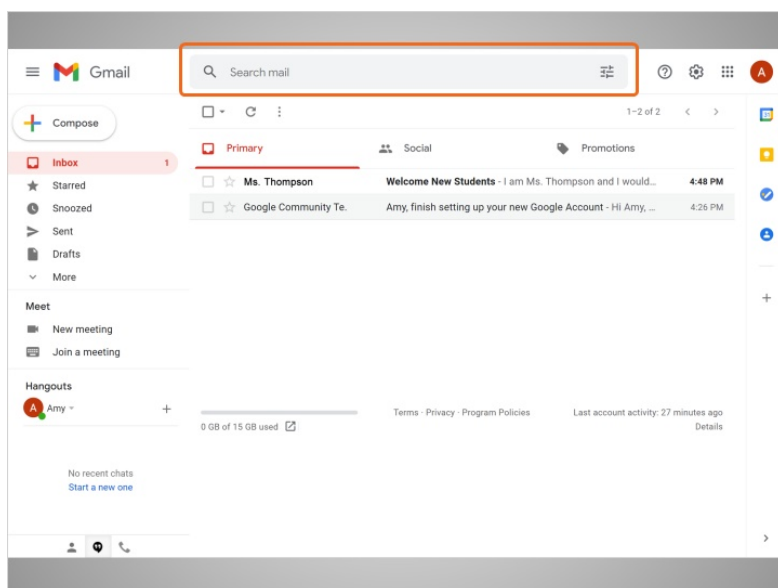 Gmail
Search mail
A
Compose
1–2 of 2
Primary
Social
Promotions
Inbox 1
Starred
Snoozed
Sent
Drafts
More
Ms. Thompson Welcome New Students - I am Ms. Thompson and I would... 4:48 PM
Google Community Te. Amy, finish setting up your new Google Account - Hi Amy, ... 4:26 PM
Meet
New meeting
Join a meeting
Hangouts
A Amy
No recent chats
Start a new one
0 GB of 15 GB used
Terms · Privacy · Program Policies
Last account activity: 27 minutes ago
Details